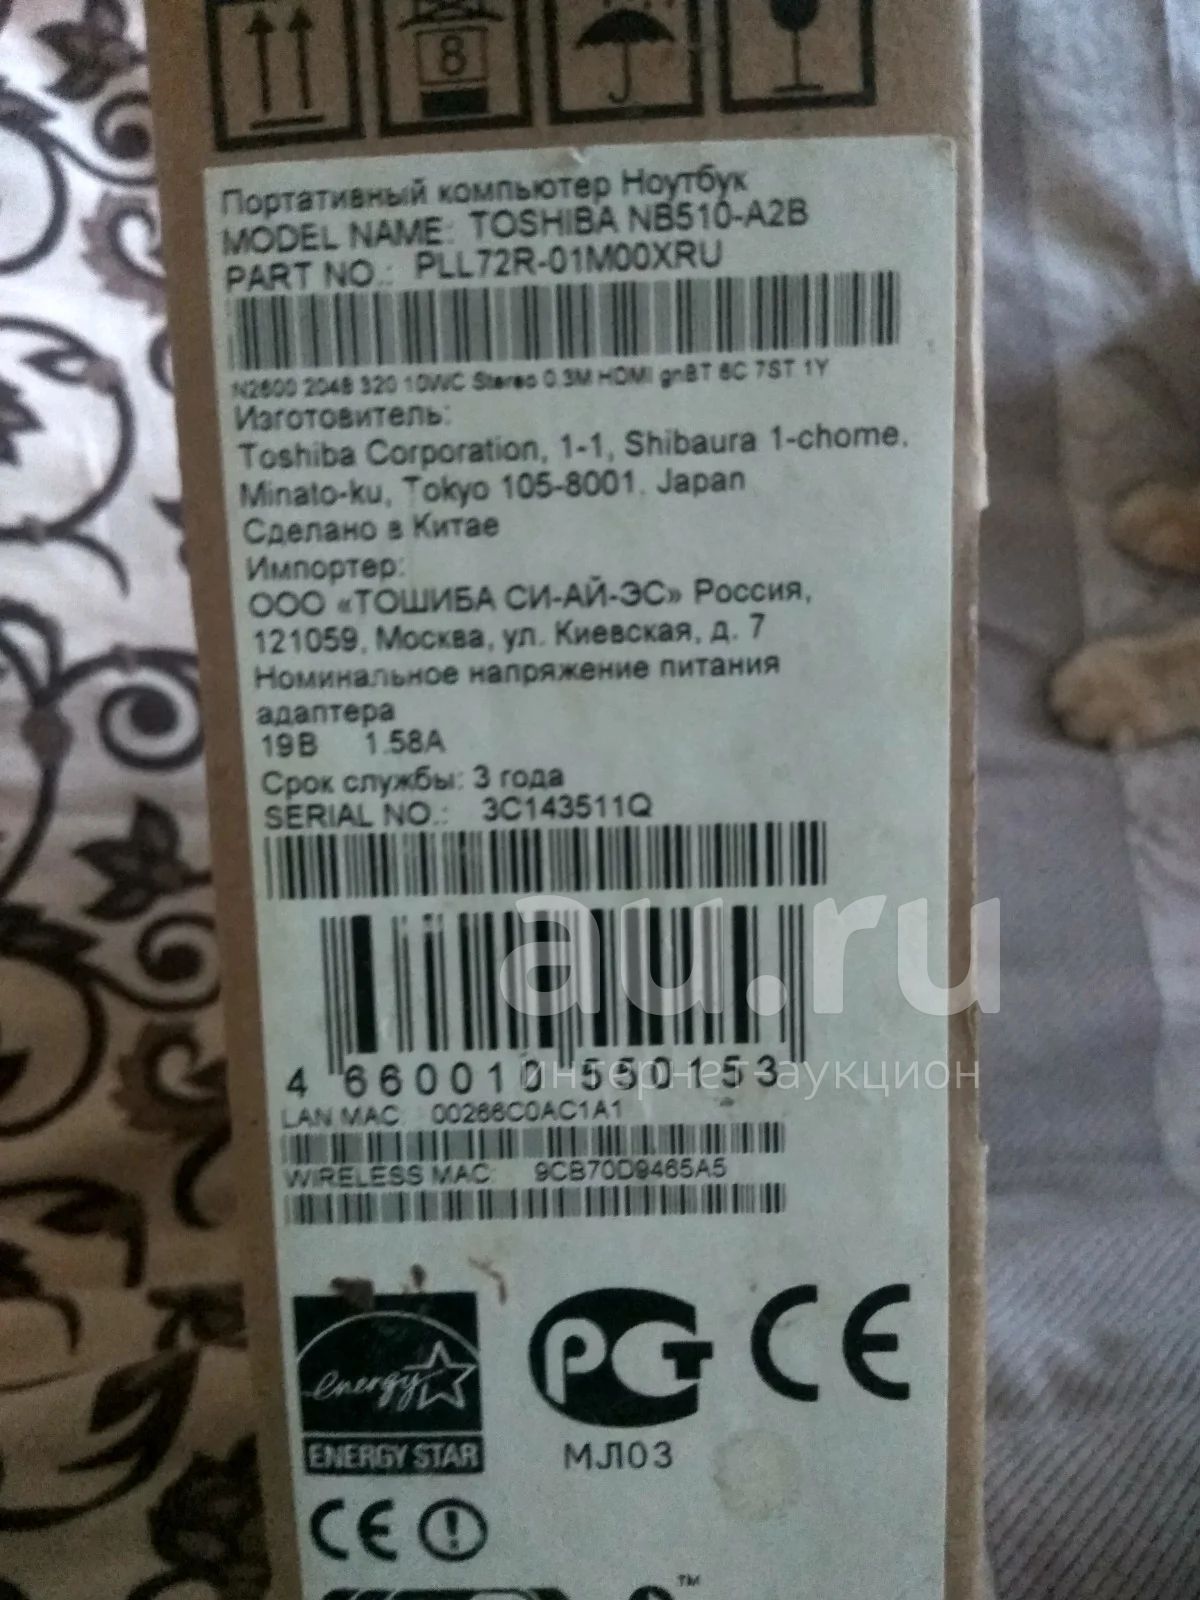 8
Портативный компьютер Ноутбук
MODEL NAME: TOSHIBA NB510-A2B
PART NO.: PLL72R-01M00XRU
N2600 2048 320 10WC Stereo 0.3M HDMI gnBT 6C 7ST 1Y
Изготовитель:
Toshiba Corporation, 1-1, Shibaura 1-chome,
Minato-ku, Tokyo 105-8001, Japan
Сделано в Китае
Импортер:
ООО «ТОШИБА СИ-АЙ-ЭС» Россия,
121059, Москва, ул. Киевская, д. 7
Номинальное напряжение питания
адаптера
19В 1.58А
Срок службы: 3 года
SERIAL NO.: 3C143511Q
au.ru
интернет-аукцион
4 660010 550153
LAN MAC: 00266C0AC1A1
WIRELESS MAC: 9CB70D9465A5
energy
ENERGY STAR
РСТ
CE
МЛ03
CE
TM